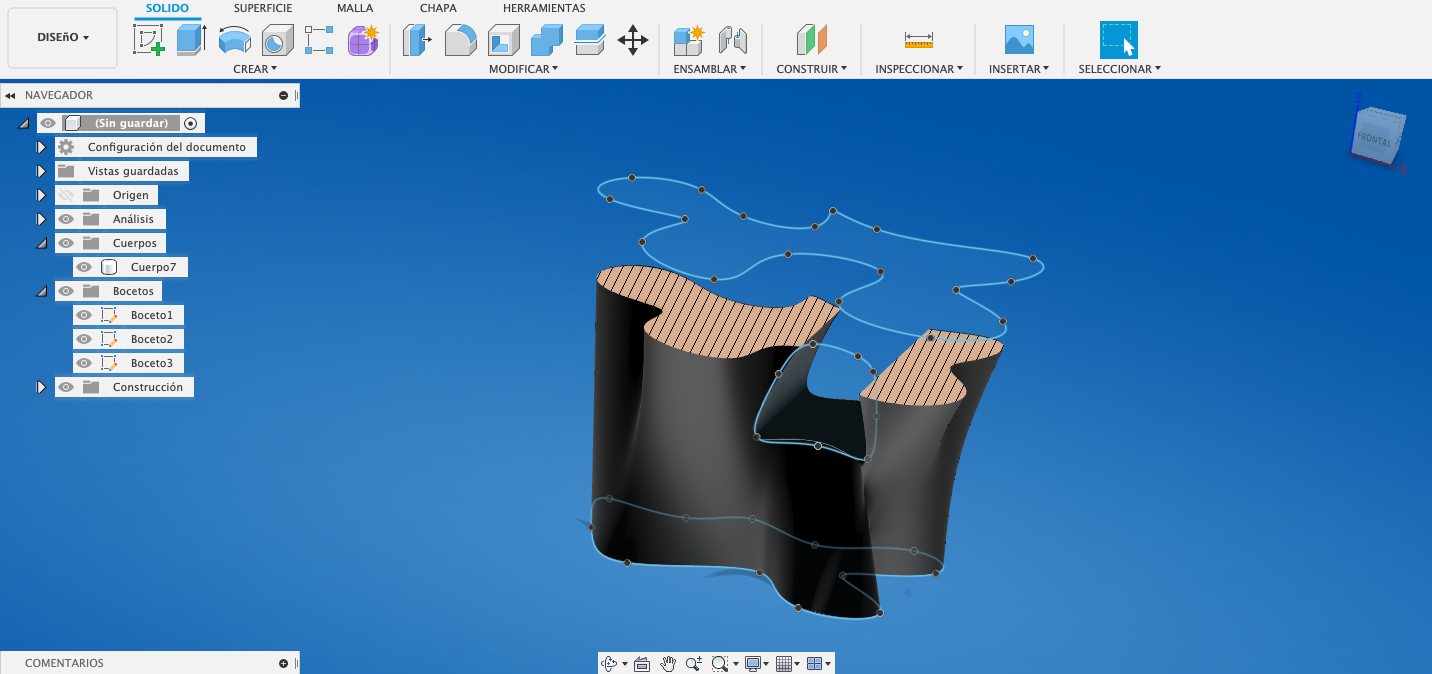 SOLIDO SUPERFICIE MALLA CHAPA HERRAMIENTAS
DISEñO
CREAR MODIFICAR ENSAMBLAR CONSTRUIR INSPECCIONAR INSERTAR SELECCIONAR
NAVEGADOR
(Sin guardar)
Configuración del documento
Vistas guardadas
Origen
Análisis
Cuerpos
Cuerpo7
Bocetos
Boceto1
Boceto2
Boceto3
Construcción
Z
FRONTAL
X
COMENTARIOS